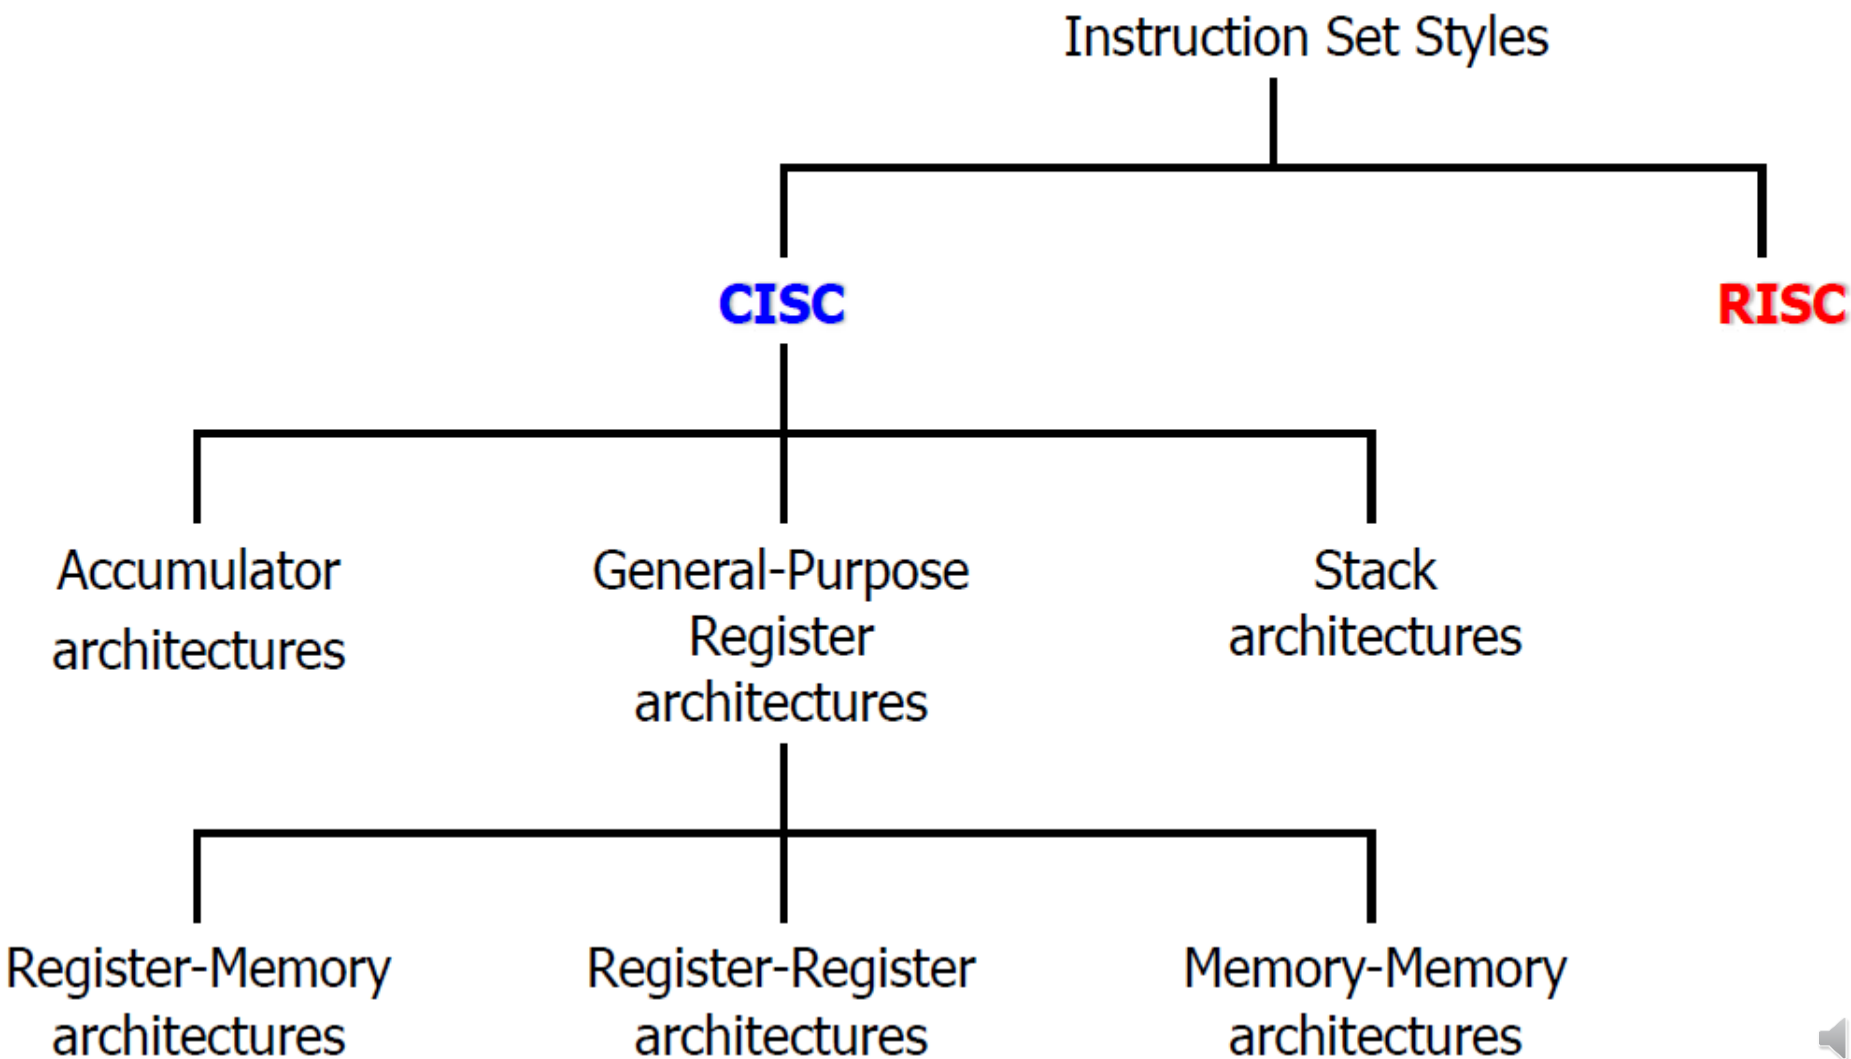 Instruction Set Styles
CISC
RISC
Accumulator
architectures
General-Purpose
Register
architectures
Stack
architectures
Register-Memory
architectures
Register-Register
architectures
Memory-Memory
architectures